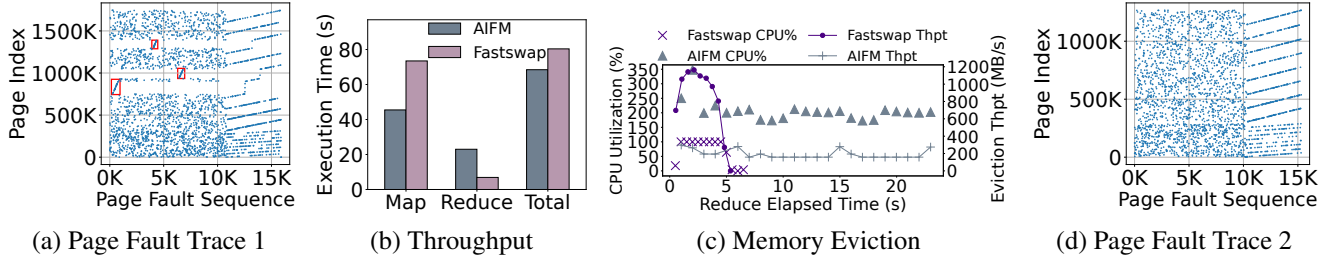 1500K
1000K
500K
0
0K 5K 10K 15K
Page Index
Page Fault Sequence
(a) Page Fault Trace 1
AIFM
Fastswap
80
60
40
20
0
Execution Time (s)
Map Reduce Total
(b) Throughput
Fastswap CPU% Fastswap Thpt
AIFM CPU% AIFM Thpt
350
300
250
200
150
100
50
0
CPU Utilization (%)
1200
1000
800
600
400
200
0
Eviction Thpt (MB/s)
0 5 10 15 20
Reduce Elapsed Time (s)
(c) Memory Eviction
1000K
500K
0
0K 5K 10K 15K
Page Index
Page Fault Sequence
(d) Page Fault Trace 2